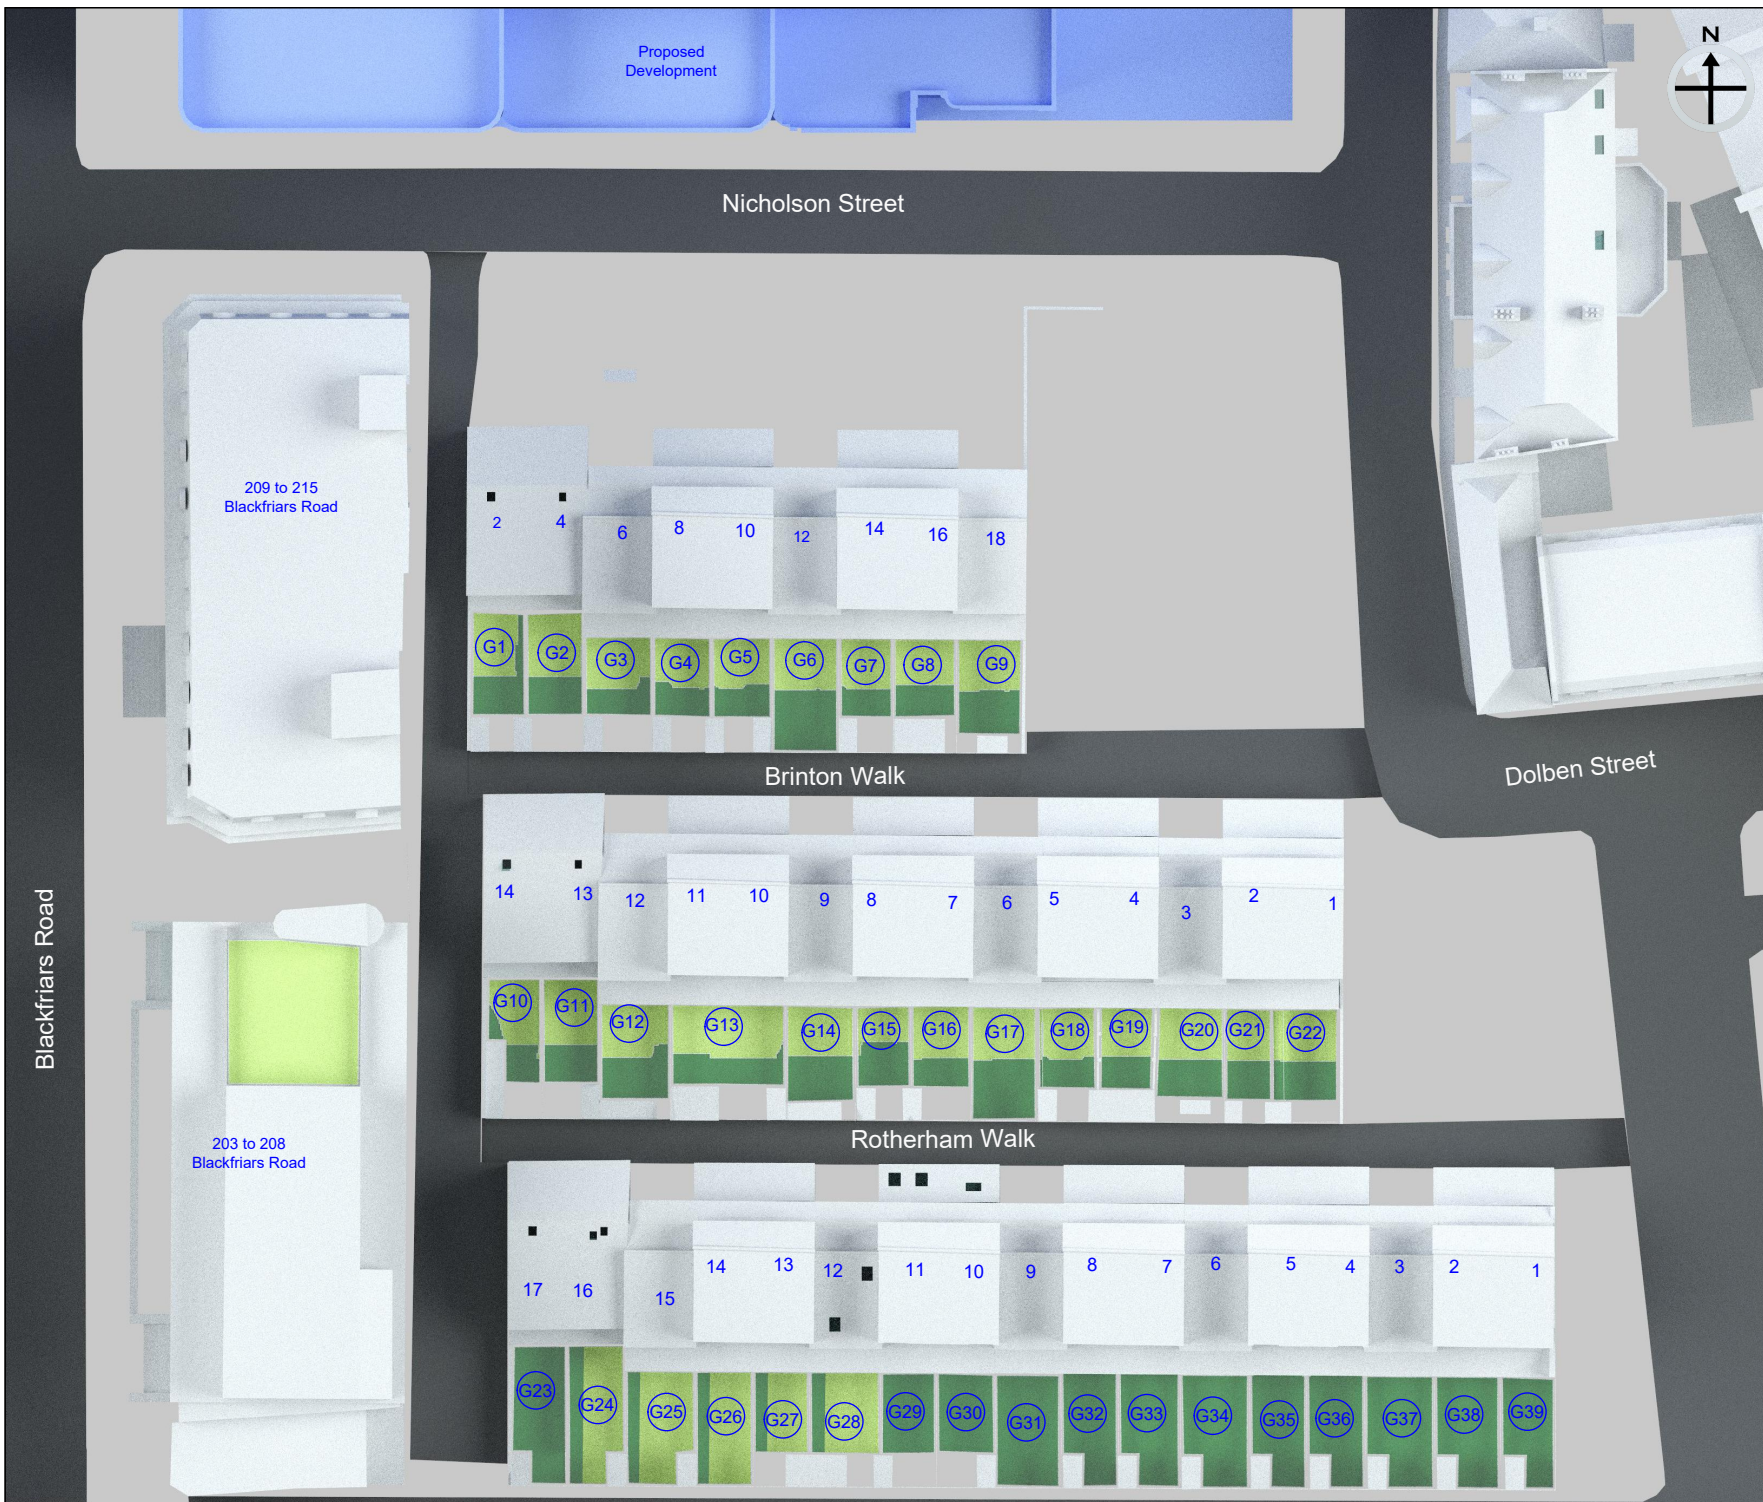 Proposed
Development
N
Nicholson Street
209 to 215
Blackfriars Road
2
4
6
8
10
12
14
16
18
G1
G2
G3
G4
G5
G6
G7
G8
G9
Brinton Walk
Dolben Street
14
13
12
11
10
9
8
7
6
5
4
3
2
1
Blackfriars Road
G10
G11
G12
G13
G14
G15
G16
G17
G18
G19
G20
G21
G22
203 to 208
Blackfriars Road
Rotherham Walk
17
16
15
14
13
12
11
10
9
8
7
6
5
4
3
2
1
G23
G24
G25
G26
G27
G28
G29
G30
G31
G32
G33
G34
G35
G36
G37
G38
G39